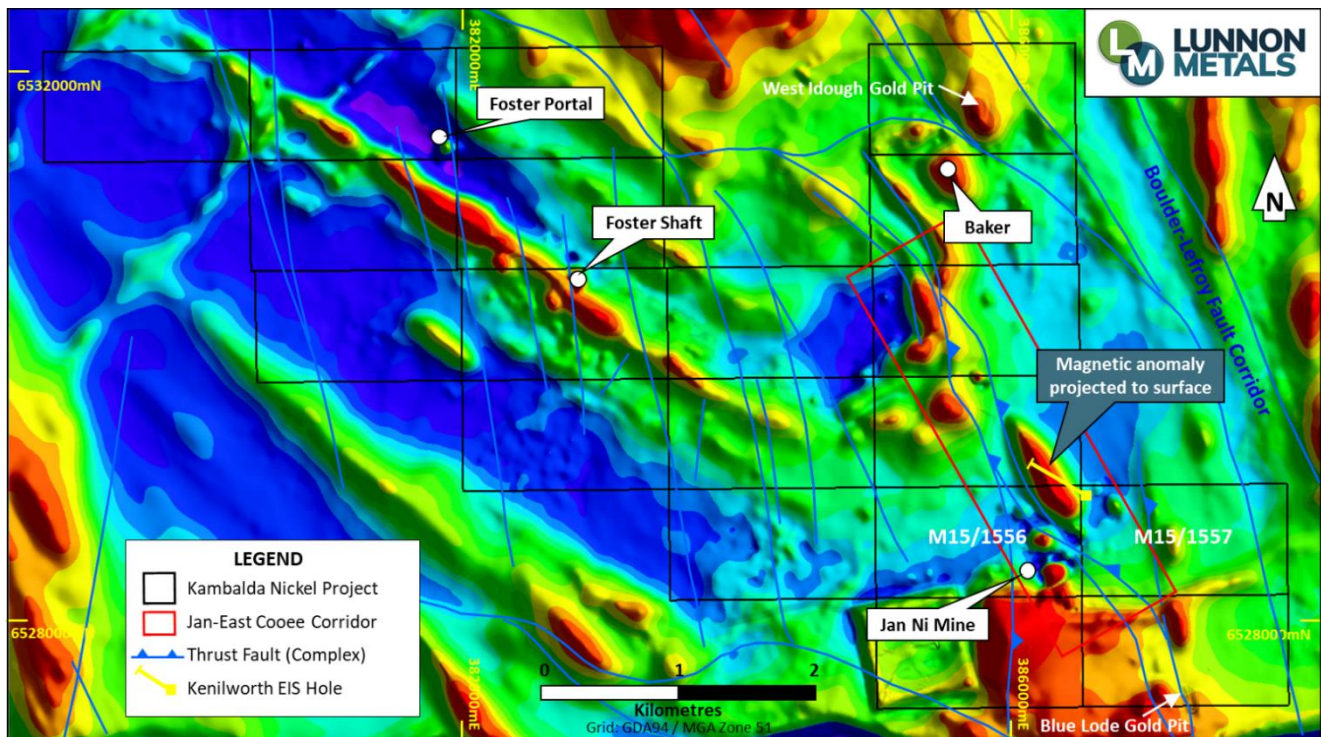 382000mE
386000mE
LM
LUNNON
METALS
6532000mN
Foster Portal
West Idough Gold Pit
N
Foster Shaft
Baker
Boulder-Lefroy Fault Corridor
Magnetic anomaly
projected to surface
M15/1556
M15/1557
LEGEND
Kambalda Nickel Project
Jan-East Cooee Corridor
Thrust Fault (Complex)
Kenilworth EIS Hole
Jan Ni Mine
6528000mN
6528000mN
382000mE
386000mE
0 1 2
Kilometres
Grid: GDA94 / MGA Zone 51
Blue Lode Gold Pit